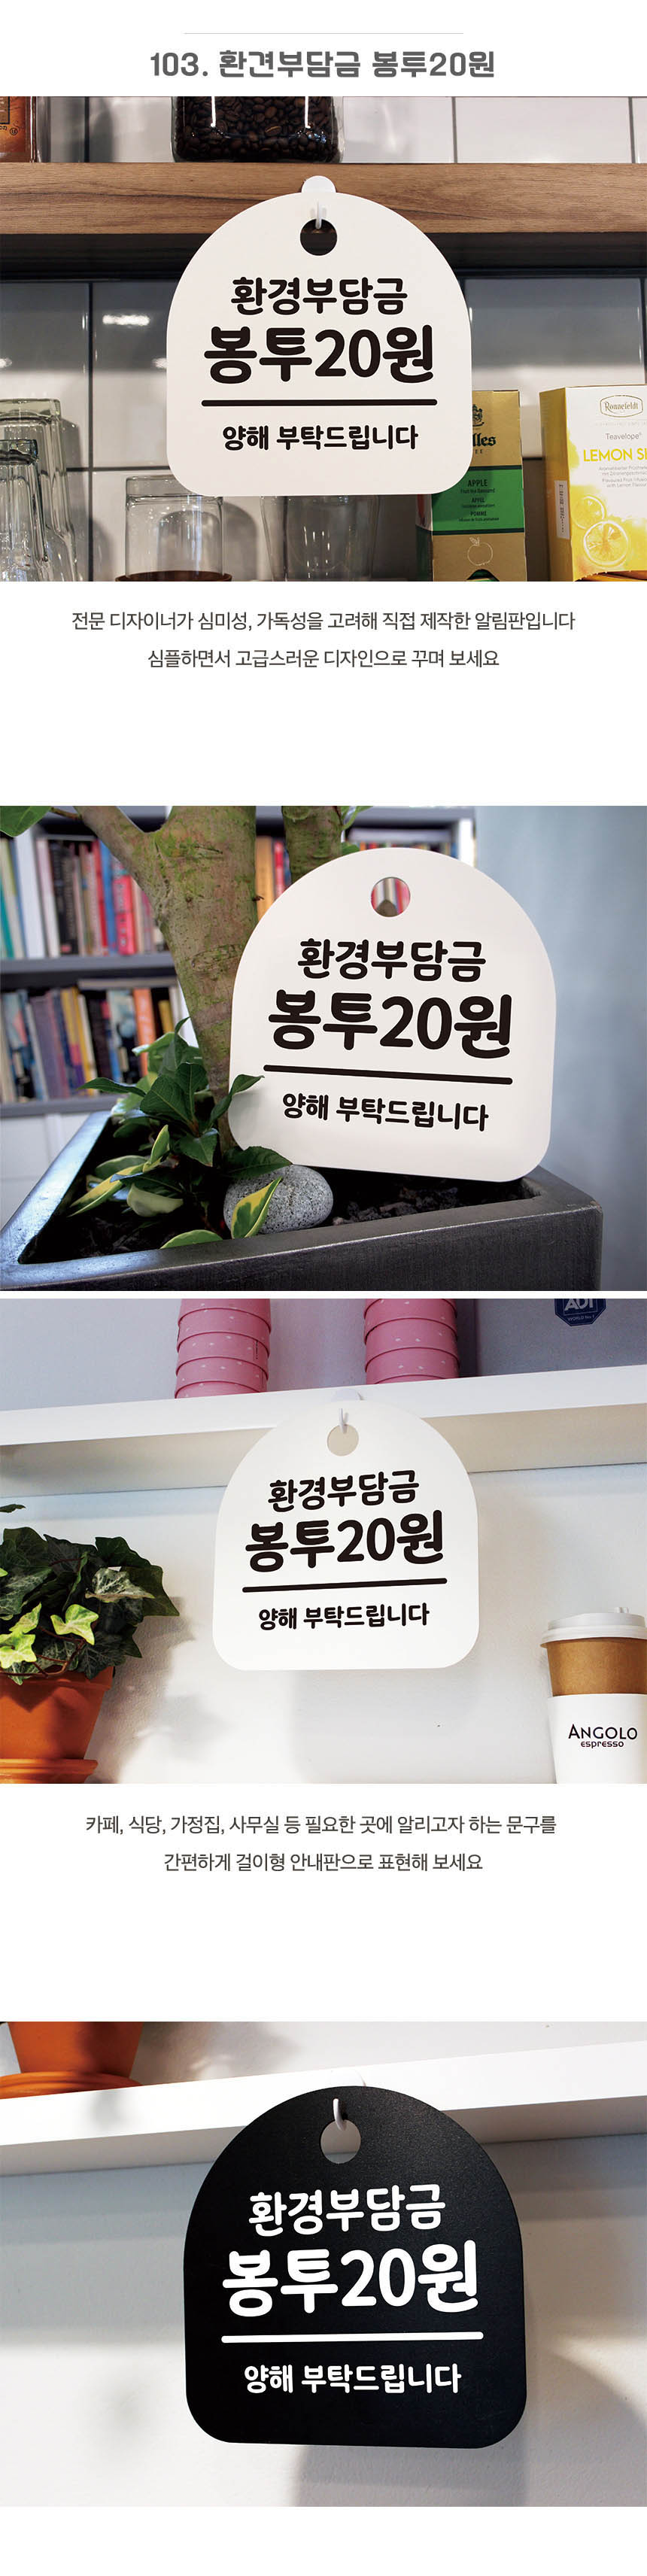 103. 환견부담금 봉투20원
환경부담금
봉투20원
양해 부탁드립니다
APPLE
POMME
Ronnefeldt
Teavelope
LEMON S
전문 디자이너가 심미성, 가독성을 고려해 직접 제작한 알림판입니다
심플하면서 고급스러운 디자인으로 꾸며 보세요
환경부담금
봉투20원
양해 부탁드립니다
ADT
환경부담금
봉투20원
양해 부탁드립니다
ANGOLO
espresso
카페, 식당, 가정집, 사무실 등 필요한 곳에 알리고자 하는 문구를
간편하게 걸이형 안내판으로 표현해 보세요
환경부담금
봉투20원
양해 부탁드립니다